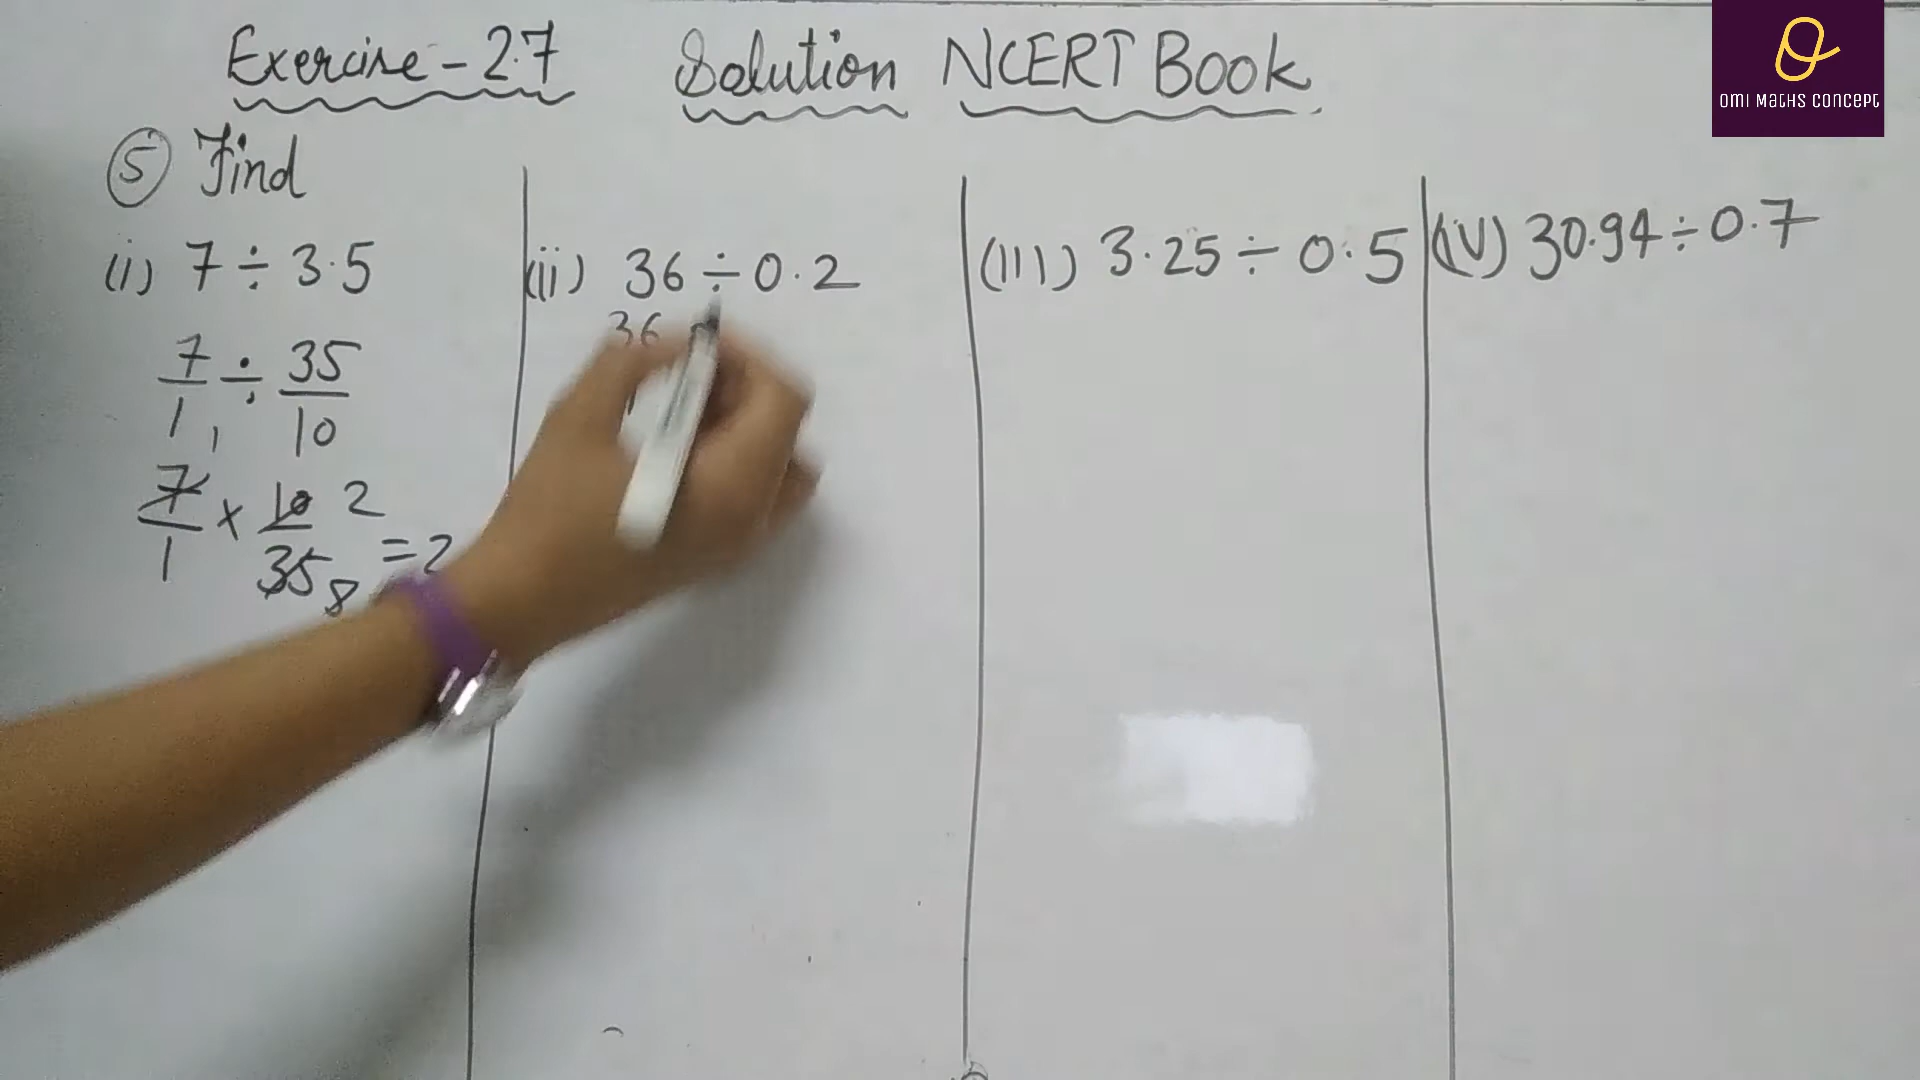 Exercise - 2.7 Solution NCERT Book
OMI MATHS CONCEPT
5 Find
(i) 7 ÷ 3.5
7/1 ÷ 35/10
7/1 × 10/35 = 2
(ii) 36 ÷ 0.2
36
(III) 3.25 ÷ 0.5
(iV) 30.94 ÷ 0.7